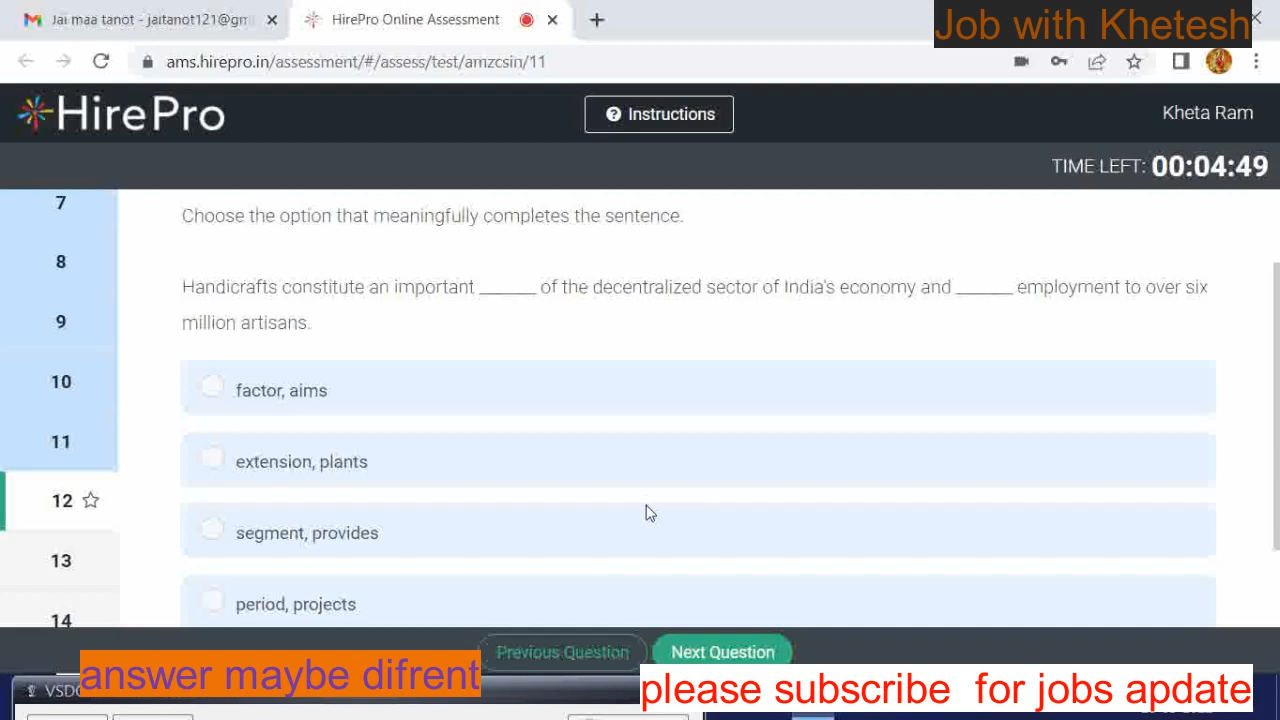 Jai maa tanot - jaitanot121@gm
HirePro Online Assessment
Job with Khetesh
ams.hirepro.in/assessment/#/assess/test/amzcsin/11
HirePro
Instructions
Kheta Ram
TIME LEFT: 00:04:49
7
Choose the option that meaningfully completes the sentence.
8
Handicrafts constitute an important ______ of the decentralized sector of India's economy and ______ employment to over six
million artisans.
9
10
factor, aims
11
extension, plants
12
segment, provides
13
period, projects
14
Previous Question
Next Question
answer maybe difrent
please subscribe for jobs apdate
VSDC